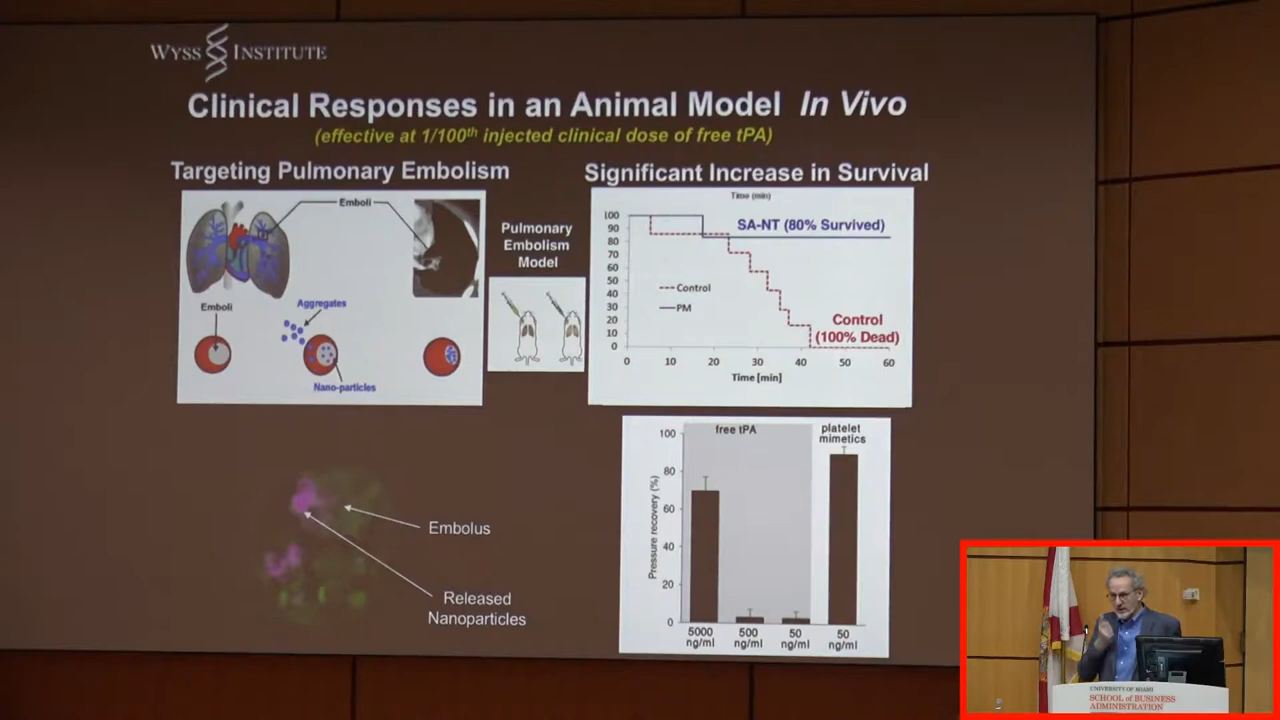 WYSS INSTITUTE
Clinical Responses in an Animal Model In Vivo
(effective at 1/100th injected clinical dose of free tPA)
Targeting Pulmonary Embolism
Emboli
Emboli
Aggregates
Nano-particles
Pulmonary
Embolism
Model
Significant Increase in Survival
Time (min)
100
90
80
70
60
50
40
30
20
10
0
SA-NT (80% Survived)
Control
PM
Control
(100% Dead)
0 10 20 30 40 50 60
Time [min]
Embolus
Released
Nanoparticles
Pressure recovery (%)
100
80
60
40
20
0
free tPA
platelet
mimetics
5000 500 50 50
ng/ml ng/ml ng/ml ng/ml
UNIVERSITY OF MIAMI
SCHOOL of BUSINESS
ADMINISTRATION